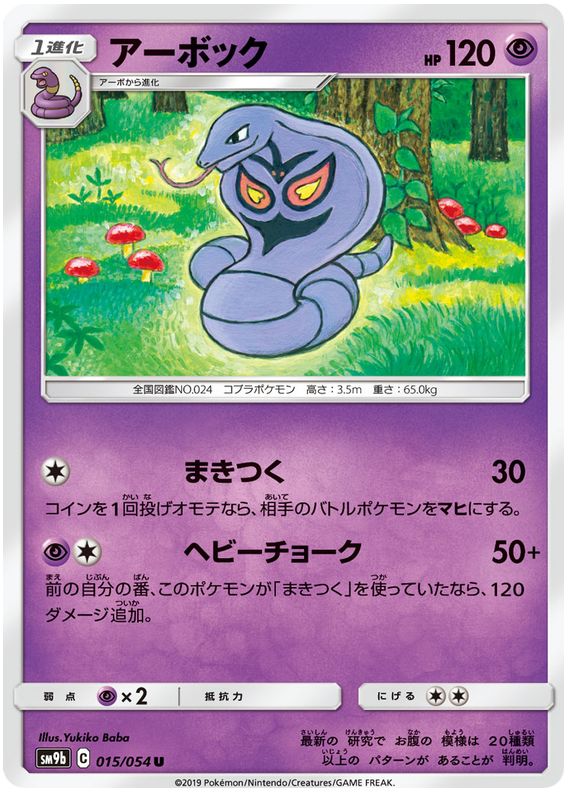 1進化
アーボック
HP 120
アーボから進化
全国図鑑NO.024 コブラポケモン 高さ：3.5m 重さ：65.0kg
まきつく 30
コインを1回投げオモテなら、相手のバトルポケモンをマヒにする。
ヘビーチョーク 50+
前の自分の番、このポケモンが「まきつく」を使っていたなら、120
ダメージ追加。
弱点 ×2 抵抗力 にげる
Illus.Yukiko Baba
最新の 研究で お腹の 模様は 20種類
以上の パターンが あることが 判明。
SM9b C 015/054 U
©2019 Pokémon/Nintendo/Creatures/GAME FREAK.